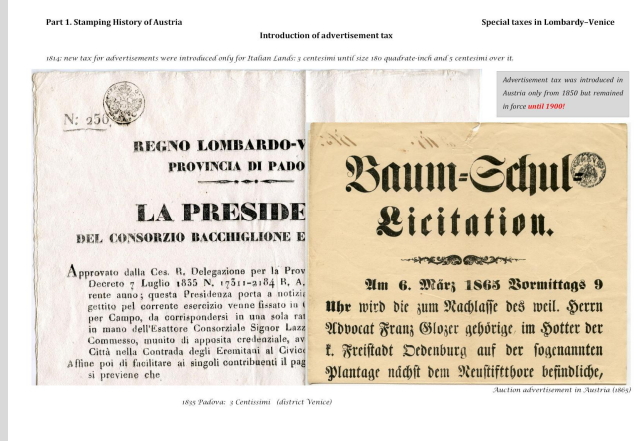 Part 1. Stamping History of Austria
Special taxes in Lombardy–Venice
Introduction of advertisement tax
1814: new tax for advertisements were introduced only for Italian Lands: 3 centesimi until size 180 quadrate-inch and 5 centesimi over it.
Advertisement tax was introduced in
Austria only from 1850 but remained
in force until 1900!
N: 250
REGNO LOMBARDO-V
PROVINCIA DI PADO
LA PRESIDE
DEL CONSORZIO BACCHIGLIONE E
Approvato dalla Ces. R. Delegazione per la Prov
Decreto 7 Luglio 1835 N. 17511-2184 R. A.
rente anno; questa Presidenza porta a notizia
gettito pel corrente esercizio venne fissato in
per Campo, da corrispondersi in una sola rat
in mano dell'Esattore Consorziale Signor Lazz
Commesso, munito di apposita credenziale, av
Città nella Contrada degli Eremitani al Civico
Affine poi di facilitare ai singoli contribuenti il pag
si previene che
Baum-Schul-
Licitation.
Am 6. März 1865 Vormittags 9
Uhr wird die zum Nachlasse des weil. Herrn
Advocat Franz Glozer gehörige, im Hotter der
k. Freistadt Oedenburg auf der sogenannten
Plantage nächst dem Neustiftthore befindliche,
Auction advertisement in Austria (1865)
1835 Padova: 3 Centissimi (district Venice)